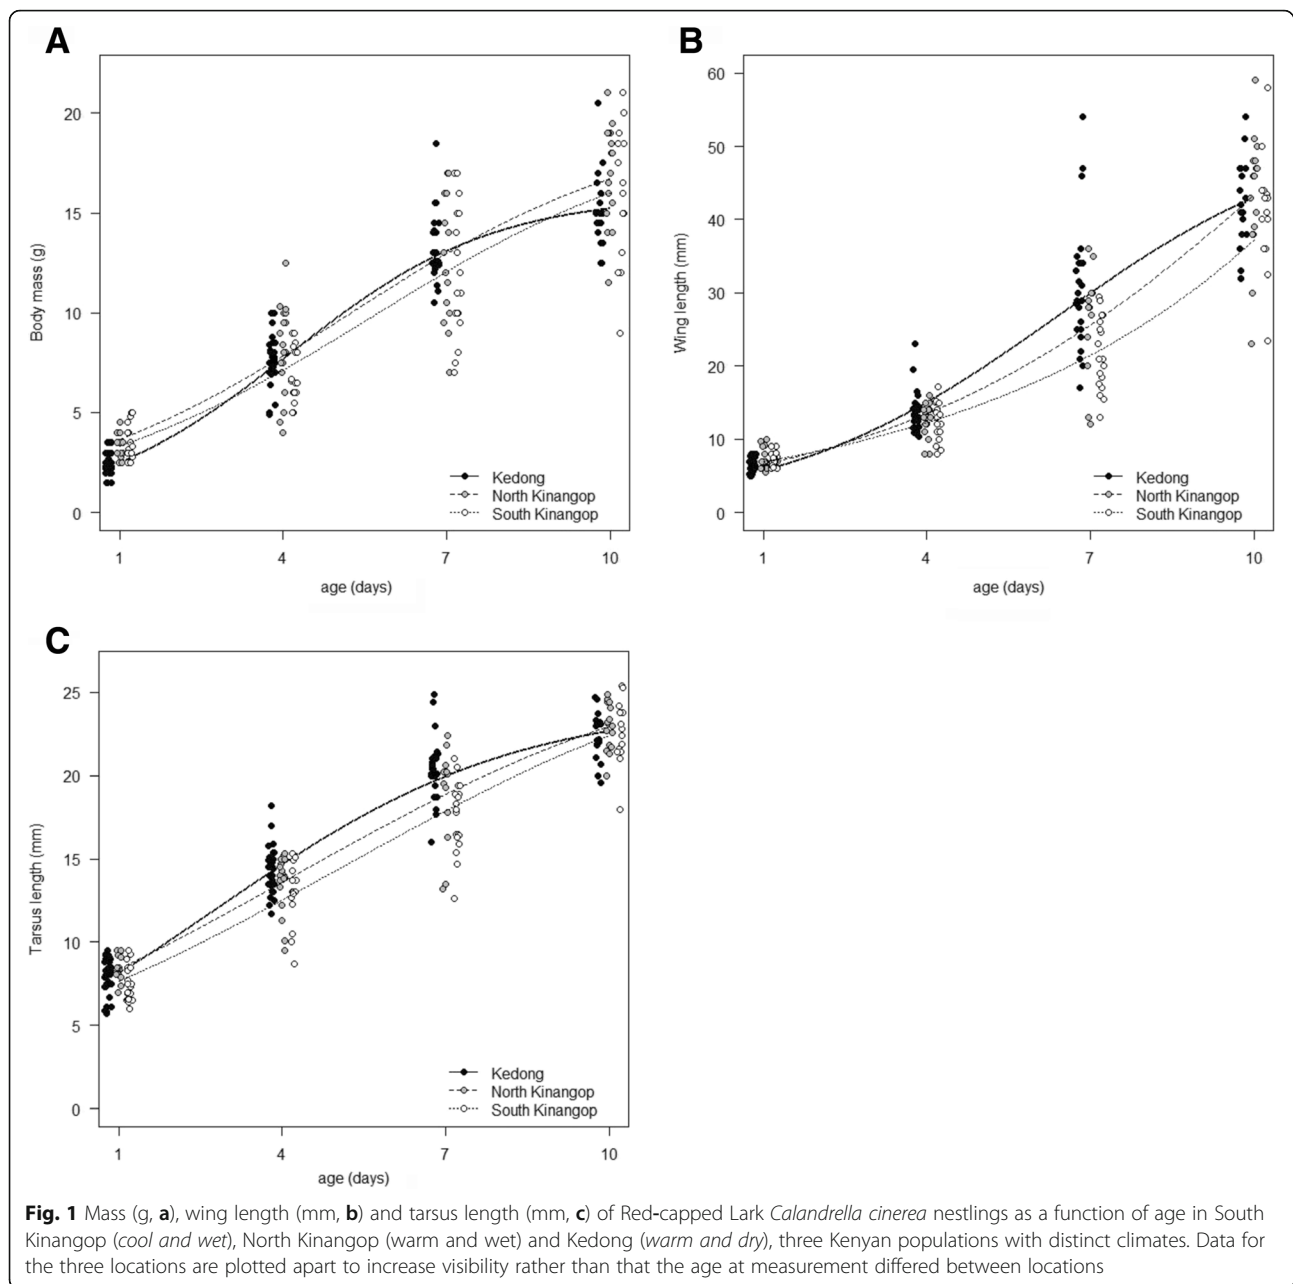 A
Body mass (g)
20
15
10
5
0
Kedong
North Kinangop
South Kinangop
1 4 7 10
age (days)
B
Wing length (mm)
60
50
40
30
20
10
0
Kedong
North Kinangop
South Kinangop
1 4 7 10
age (days)
C
Tarsus length (mm)
25
20
15
10
5
0
Kedong
North Kinangop
South Kinangop
1 4 7 10
age (days)
Fig. 1 Mass (g, a), wing length (mm, b) and tarsus length (mm, c) of Red-capped Lark Calandrella cinerea nestlings as a function of age in South
Kinangop (cool and wet), North Kinangop (warm and wet) and Kedong (warm and dry), three Kenyan populations with distinct climates. Data for
the three locations are plotted apart to increase visibility rather than that the age at measurement differed between locations